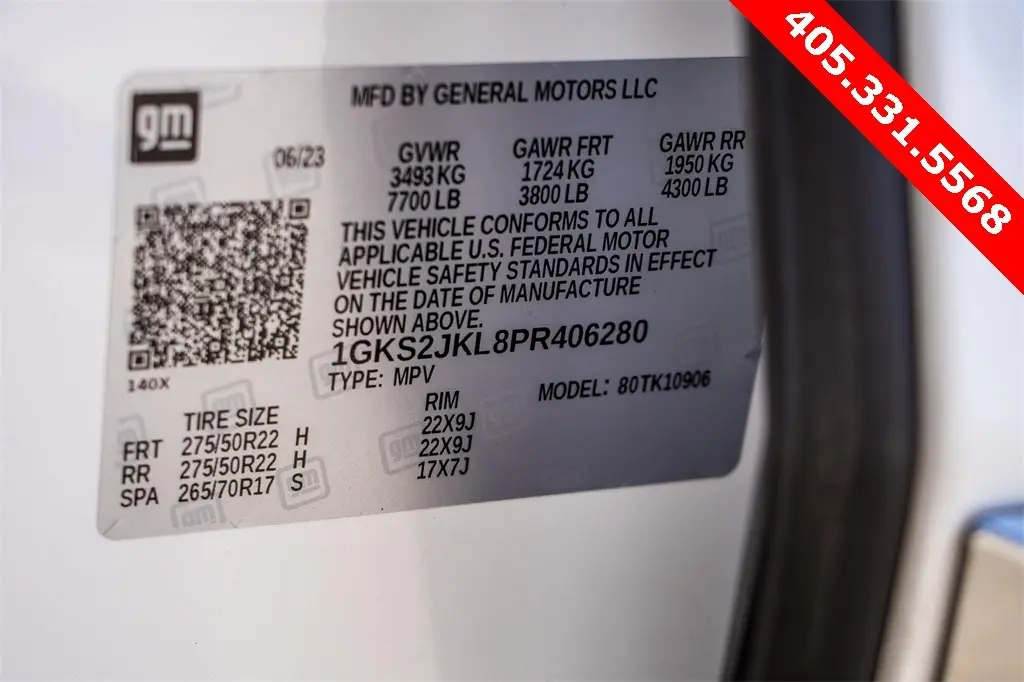 405.331.5568
gm
MFD BY GENERAL MOTORS LLC
06/23
GVWR GAWR FRT GAWR RR
3493 KG 1724 KG 1950 KG
7700 LB 3800 LB 4300 LB
THIS VEHICLE CONFORMS TO ALL
APPLICABLE U.S. FEDERAL MOTOR
VEHICLE SAFETY STANDARDS IN EFFECT
ON THE DATE OF MANUFACTURE
SHOWN ABOVE.
1GKS2JKL8PR406280
140X
TYPE: MPV MODEL: 80TK10906
TIRE SIZE RIM
FRT 275/50R22 H 22X9J
RR 275/50R22 H 22X9J
SPA 265/70R17 S 17X7J